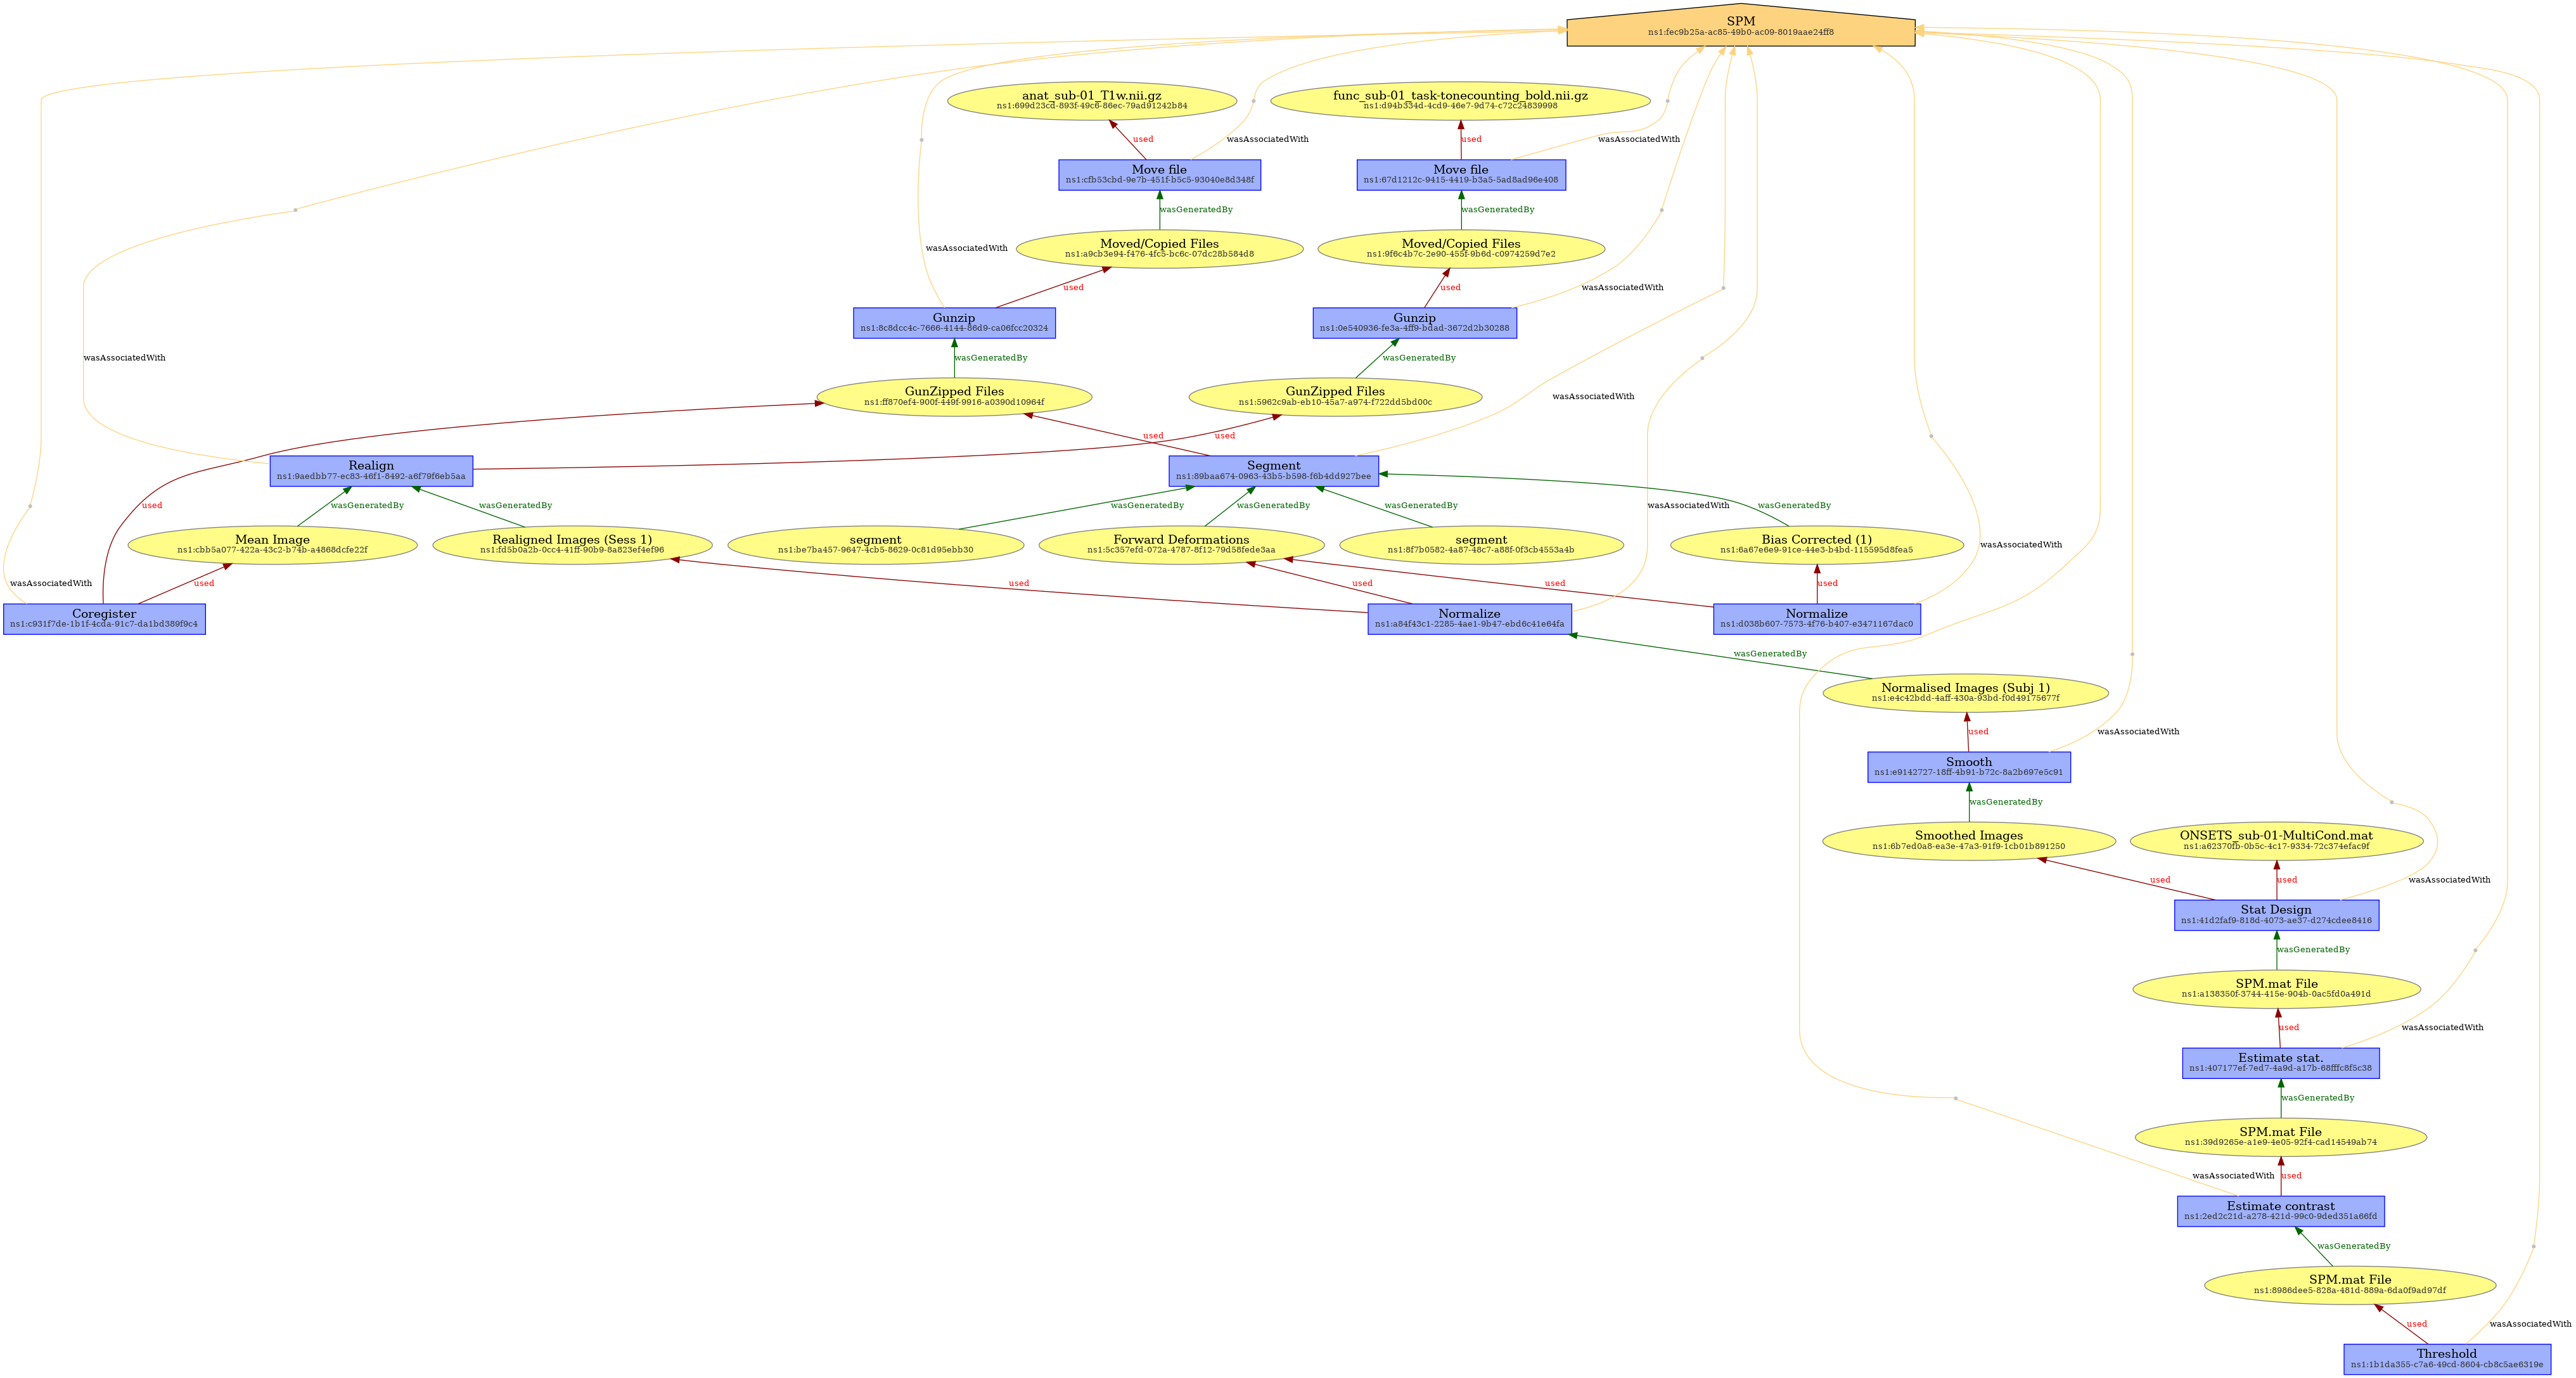 SPM
ns1:fec9b25a-ac85-49b0-ac09-8019aae24ff8
anat_sub-01_T1w.nii.gz
ns1:699d23cd-893f-49c6-86ec-79ad91242b84
func_sub-01_task-tonecounting_bold.nii.gz
ns1:d94b334d-4cd9-46e7-9d74-c72c24839998
used
wasAssociatedWith
used
wasAssociatedWith
Move file
ns1:cfb53cbd-9e7b-451f-b5c5-93040e8d348f
Move file
ns1:67d1212c-9415-4419-b3a5-5ad8ad96e408
wasGeneratedBy
wasGeneratedBy
wasAssociatedWith
Moved/Copied Files
ns1:a9cb3e94-f476-4fc5-bc6c-07dc28b584d8
Moved/Copied Files
ns1:9f6c4b7c-2e90-455f-9b6d-c0974259d7e2
used
used
wasAssociatedWith
Gunzip
ns1:8c8dcc4c-7666-4144-86d9-ca06fcc20324
Gunzip
ns1:0e540936-fe3a-4ff9-bdad-3672d2b30288
wasAssociatedWith
wasGeneratedBy
wasGeneratedBy
GunZipped Files
ns1:ff870ef4-900f-449f-9916-a0390d10964f
GunZipped Files
ns1:5962c9ab-eb10-45a7-a974-f722dd5bd00c
wasAssociatedWith
used
used
Realign
ns1:9aedbb77-ec83-46f1-8492-a6f79f6eb5aa
Segment
ns1:89baa674-0963-43b5-b598-f6b4dd927bee
used
wasGeneratedBy
wasGeneratedBy
wasGeneratedBy
wasGeneratedBy
wasGeneratedBy
wasAssociatedWith
wasGeneratedBy
Mean Image
ns1:cbb5a077-422a-43c2-b74b-a4868dcfe22f
Realigned Images (Sess 1)
ns1:fd5b0a2b-0cc4-41ff-90b9-8a823ef4ef96
segment
ns1:be7ba457-9647-4cb5-8629-0c81d95ebb30
Forward Deformations
ns1:5c357efd-072a-4787-8f12-79d58fede3aa
segment
ns1:8f7b0582-4a87-48c7-a88f-0f3cb4553a4b
Bias Corrected (1)
ns1:6a67e6e9-91ce-44e3-b4bd-115595d8fea5
wasAssociatedWith
wasAssociatedWith
used
used
used
used
used
Coregister
ns1:c931f7de-1b1f-4cda-91c7-da1bd389f9c4
Normalize
ns1:a84f43c1-2285-4ae1-9b47-ebd6c41e64fa
Normalize
ns1:d038b607-7573-4f76-b407-e3471167dac0
wasGeneratedBy
Normalised Images (Subj 1)
ns1:e4c42bdd-4aff-430a-93bd-f0d49175677f
used
wasAssociatedWith
Smooth
ns1:e9142727-18ff-4b91-b72c-8a2b697e5c91
wasGeneratedBy
Smoothed Images
ns1:6b7ed0a8-ea3e-47a3-91f9-1cb01b891250
ONSETS_sub-01-MultiCond.mat
ns1:a62370fb-0b5c-4c17-9334-72c374efac9f
used
used
wasAssociatedWith
Stat Design
ns1:41d2faf9-818d-4073-ae37-d274cdee8416
wasGeneratedBy
SPM.mat File
ns1:a138350f-3744-415e-904b-0ac5fd0a491d
used
wasAssociatedWith
Estimate stat.
ns1:407177ef-7ed7-4a9d-a17b-68fffc8f5c38
wasGeneratedBy
SPM.mat File
ns1:39d9265e-a1e9-4e05-92f4-cad14549ab74
wasAssociatedWith
used
Estimate contrast
ns1:2ed2c21d-a278-421d-99c0-9ded351a66fd
wasGeneratedBy
SPM.mat File
ns1:8986dee5-828a-481d-889a-6da0f9ad97df
used
wasAssociatedWith
Threshold
ns1:1b1da355-c7a6-49cd-8604-cb8c5ae6319e